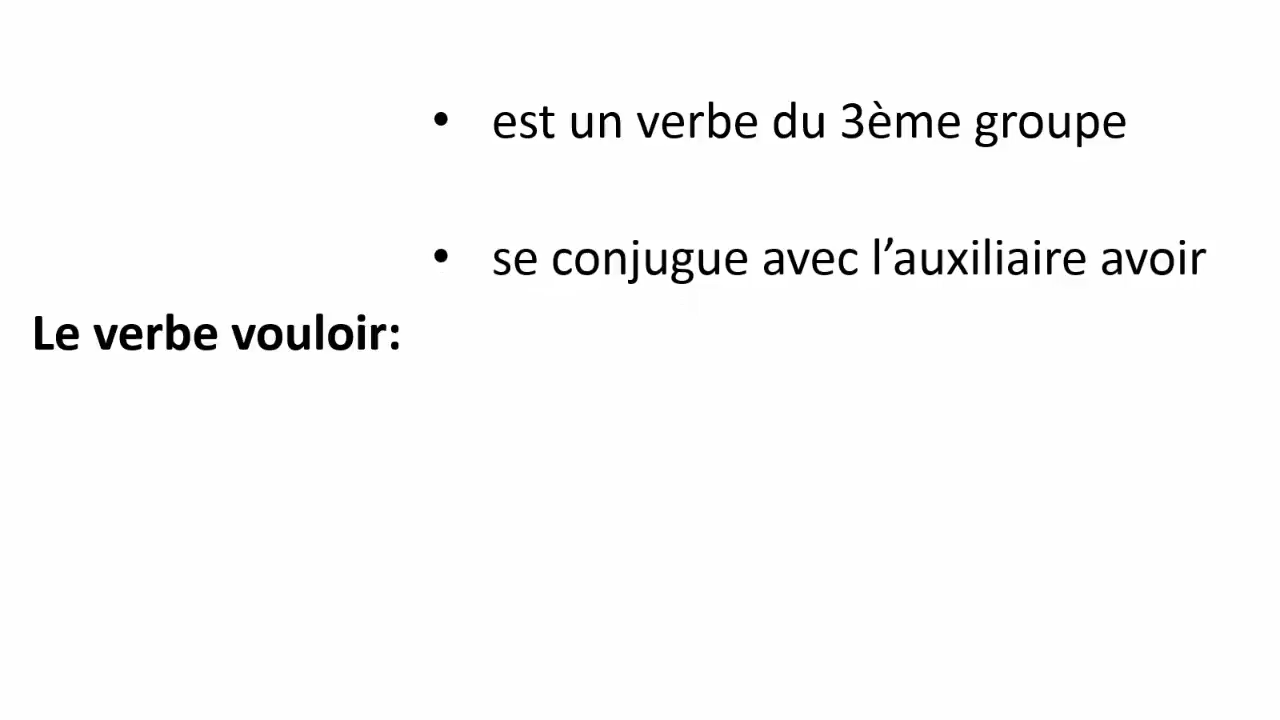 • est un verbe du 3ème groupe
• se conjugue avec l’auxiliaire avoir
Le verbe vouloir: